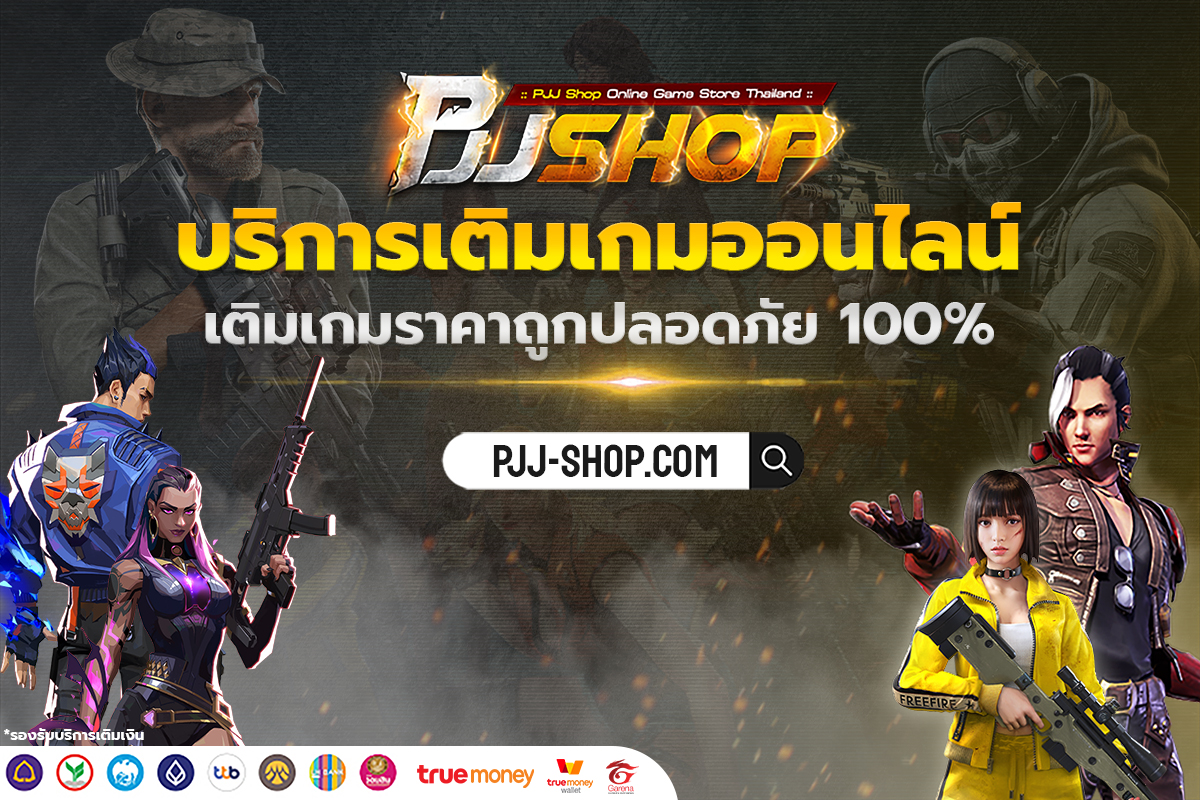 :: PJJ Shop Online Game Store Thailand ::
PJJSHOP
บริการเติมเกมออนไลน์
เติมเกมราคาถูกปลอดภัย 100%
PJJ-SHOP.COM
FREEFIRE
*รองรับบริการเติมเงิน
ttb
truemoney
truemoney
wallet
Garena